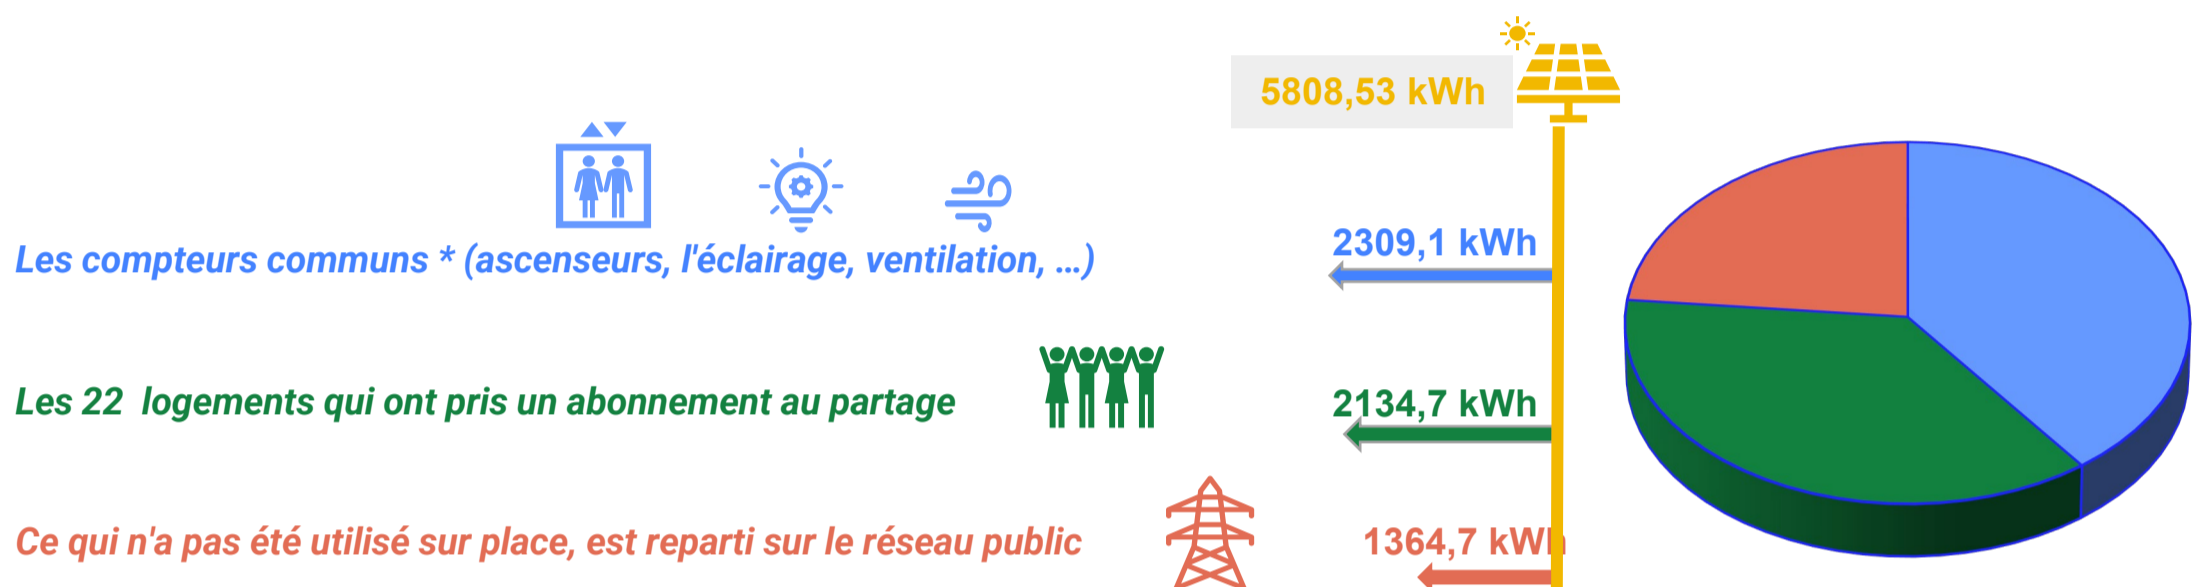 5808,53 kWh
Les compteurs communs * (ascenseurs, l'éclairage, ventilation, ...)
2309,1 kWh
Les 22 logements qui ont pris un abonnement au partage
2134,7 kWh
Ce qui n'a pas été utilisé sur place, est reparti sur le réseau public
1364,7 kWh